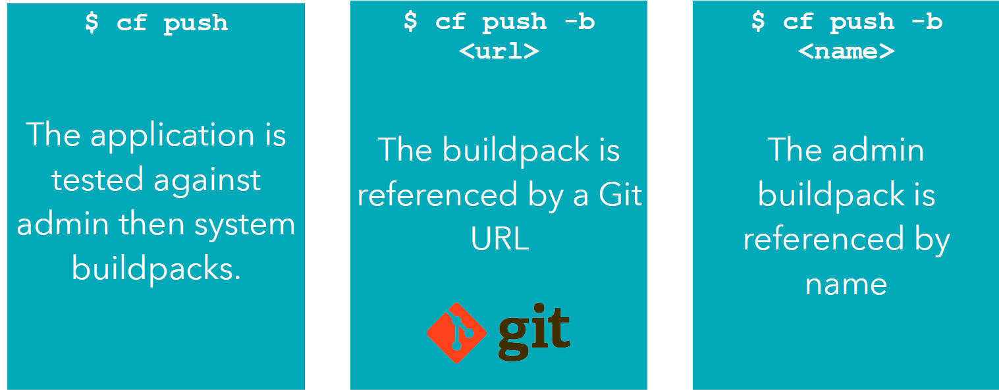 $ cf push
The application is
tested against
admin then system
buildpacks.
$ cf push -b
<url>
The buildpack is
referenced by a Git
URL
git
$ cf push -b
<name>
The admin
buildpack is
referenced by
name